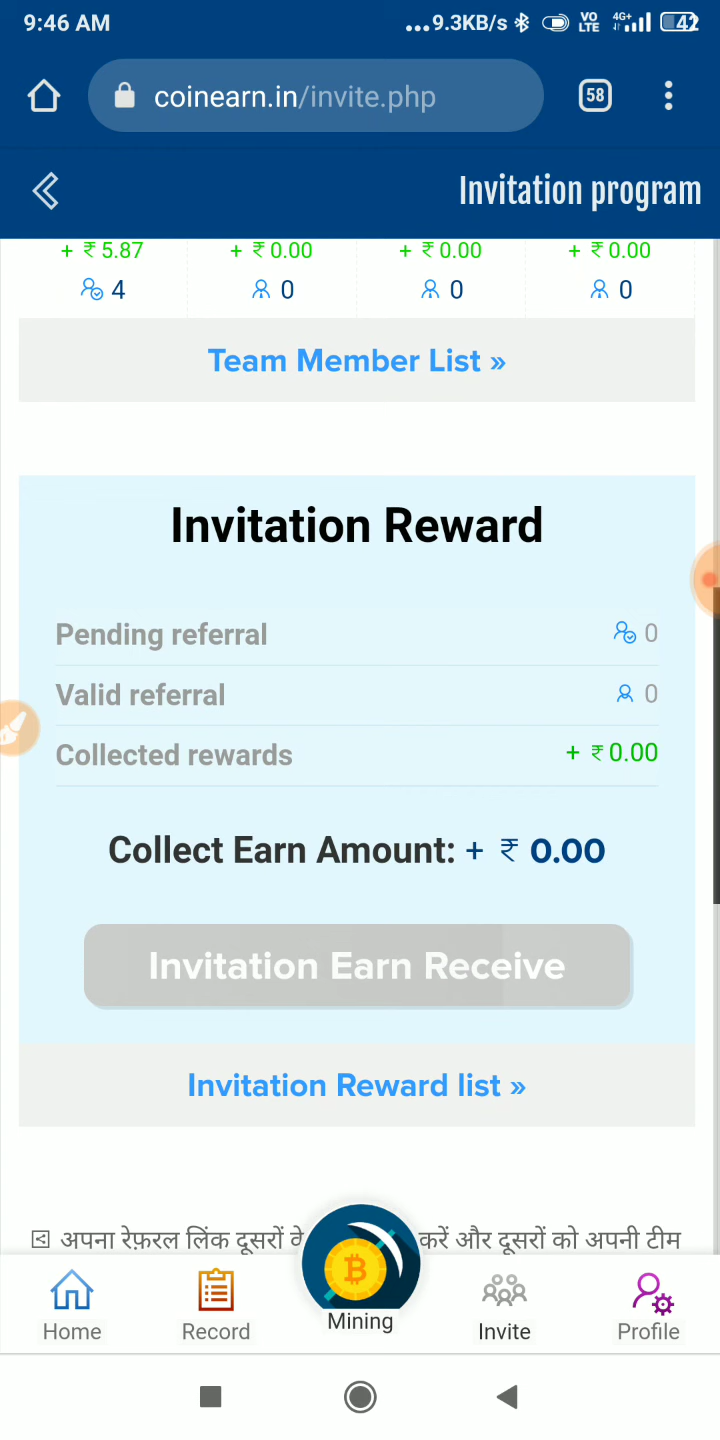 9:46 AM ...9.3KB/s VO LTE 4G+ 42
coinearn.in/invite.php 58
Invitation program
+ ₹ 5.87 + ₹ 0.00 + ₹ 0.00 + ₹ 0.00
4 0 0 0
Team Member List »
Invitation Reward
Pending referral 0
Valid referral 0
Collected rewards + ₹ 0.00
Collect Earn Amount: + ₹ 0.00
Invitation Earn Receive
Invitation Reward list »
अपना रेफ़रल लिंक दूसरों करें और दूसरों को अपनी टीम
Home Record Mining Invite Profile